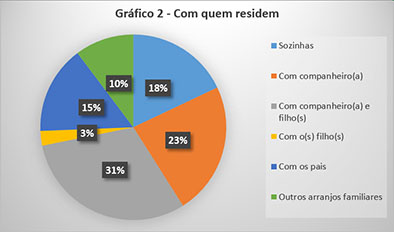 Gráfico 2 - Com quem residem
18%
23%
31%
3%
15%
10%
Sozinhas
Com companheiro(a)
Com companheiro(a) e
filho(s)
Com o(s) filho(s)
Com os pais
Outros arranjos familiares